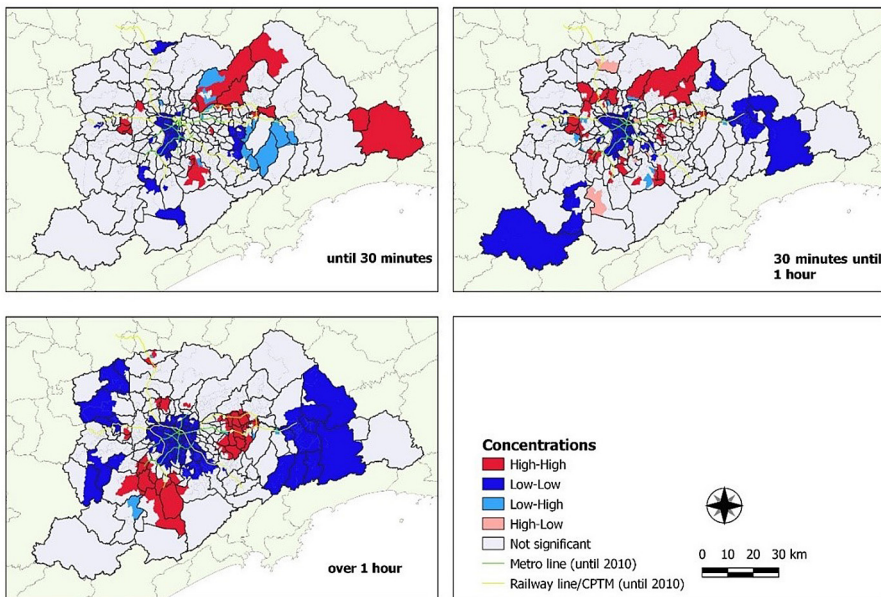 until 30 minutes
30 minutes until
1 hour
over 1 hour
Concentrations
High-High
Low-Low
Low-High
High-Low
Not significant
Metro line (until 2010)
Railway line/CPTM (until 2010)
0 10 20 30 km